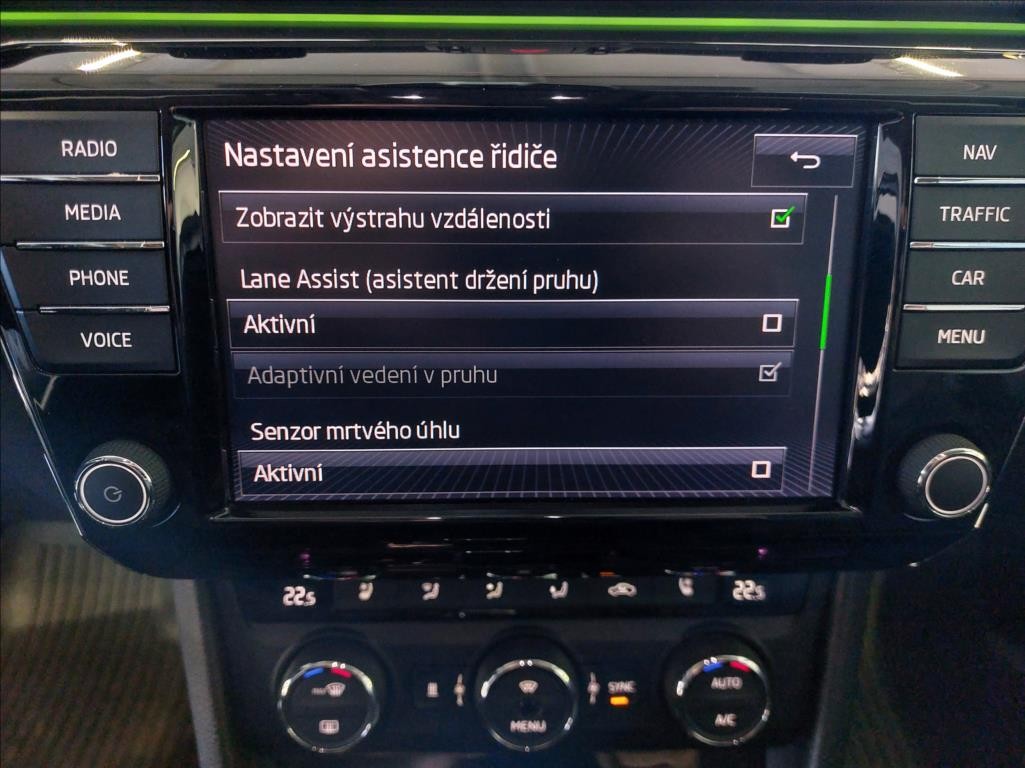 RADIO
MEDIA
PHONE
VOICE
Nastavení asistence řidiče
Zobrazit výstrahu vzdálenosti
Lane Assist (asistent držení pruhu)
Aktivní
Adaptivní vedení v pruhu
Senzor mrtvého úhlu
Aktivní
NAV
TRAFFIC
CAR
MENU
22.5
22.5
MENU
SYNC
AUTO
A/C